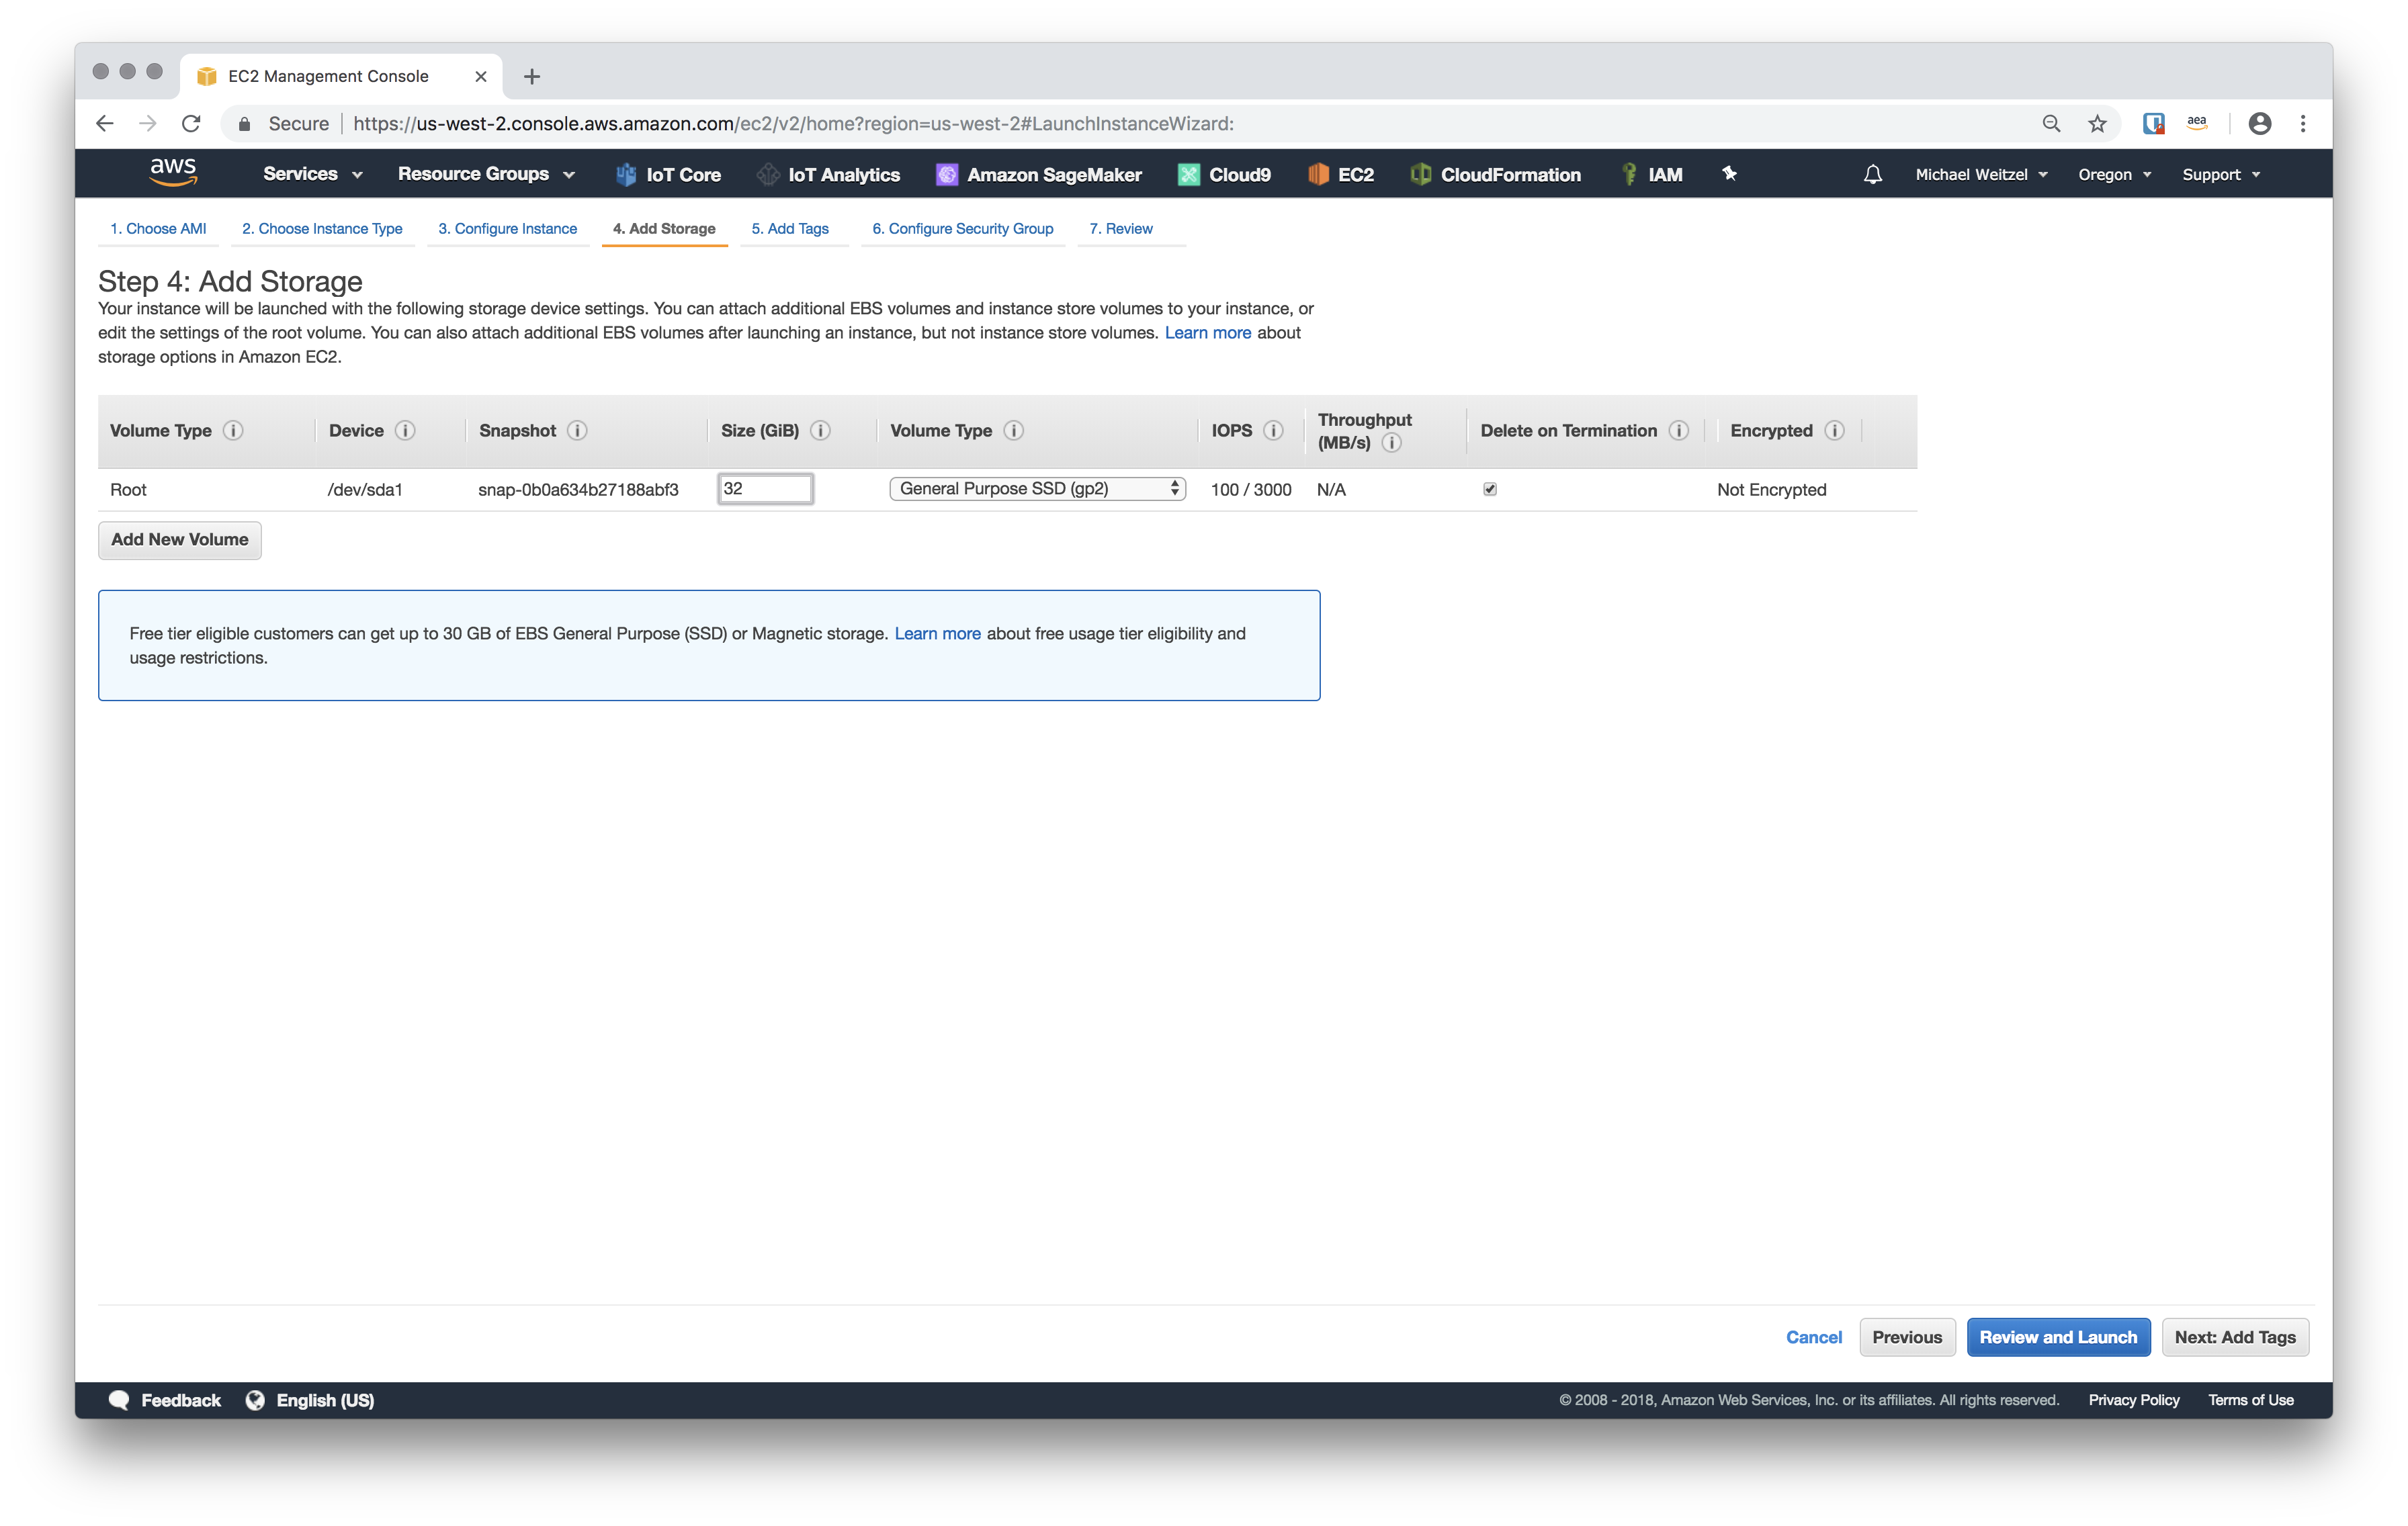 EC2 Management Console
Secure | https://us-west-2.console.aws.amazon.com/ec2/v2/home?region=us-west-2#LaunchInstanceWizard:
aea
aws Services Resource Groups IoT Core IoT Analytics Amazon SageMaker Cloud9 EC2 CloudFormation IAM Michael Weitzel Oregon Support
1. Choose AMI 2. Choose Instance Type 3. Configure Instance 4. Add Storage 5. Add Tags 6. Configure Security Group 7. Review
Step 4: Add Storage
Your instance will be launched with the following storage device settings. You can attach additional EBS volumes and instance store volumes to your instance, or
edit the settings of the root volume. You can also attach additional EBS volumes after launching an instance, but not instance store volumes. Learn more about
storage options in Amazon EC2.
Volume Type Device Snapshot Size (GiB) Volume Type IOPS Throughput (MB/s) Delete on Termination Encrypted
Root /dev/sda1 snap-0b0a634b27188abf3 32 General Purpose SSD (gp2) 100 / 3000 N/A Not Encrypted
Add New Volume
Free tier eligible customers can get up to 30 GB of EBS General Purpose (SSD) or Magnetic storage. Learn more about free usage tier eligibility and
usage restrictions.
Cancel Previous Review and Launch Next: Add Tags
Feedback English (US) © 2008 - 2018, Amazon Web Services, Inc. or its affiliates. All rights reserved. Privacy Policy Terms of Use